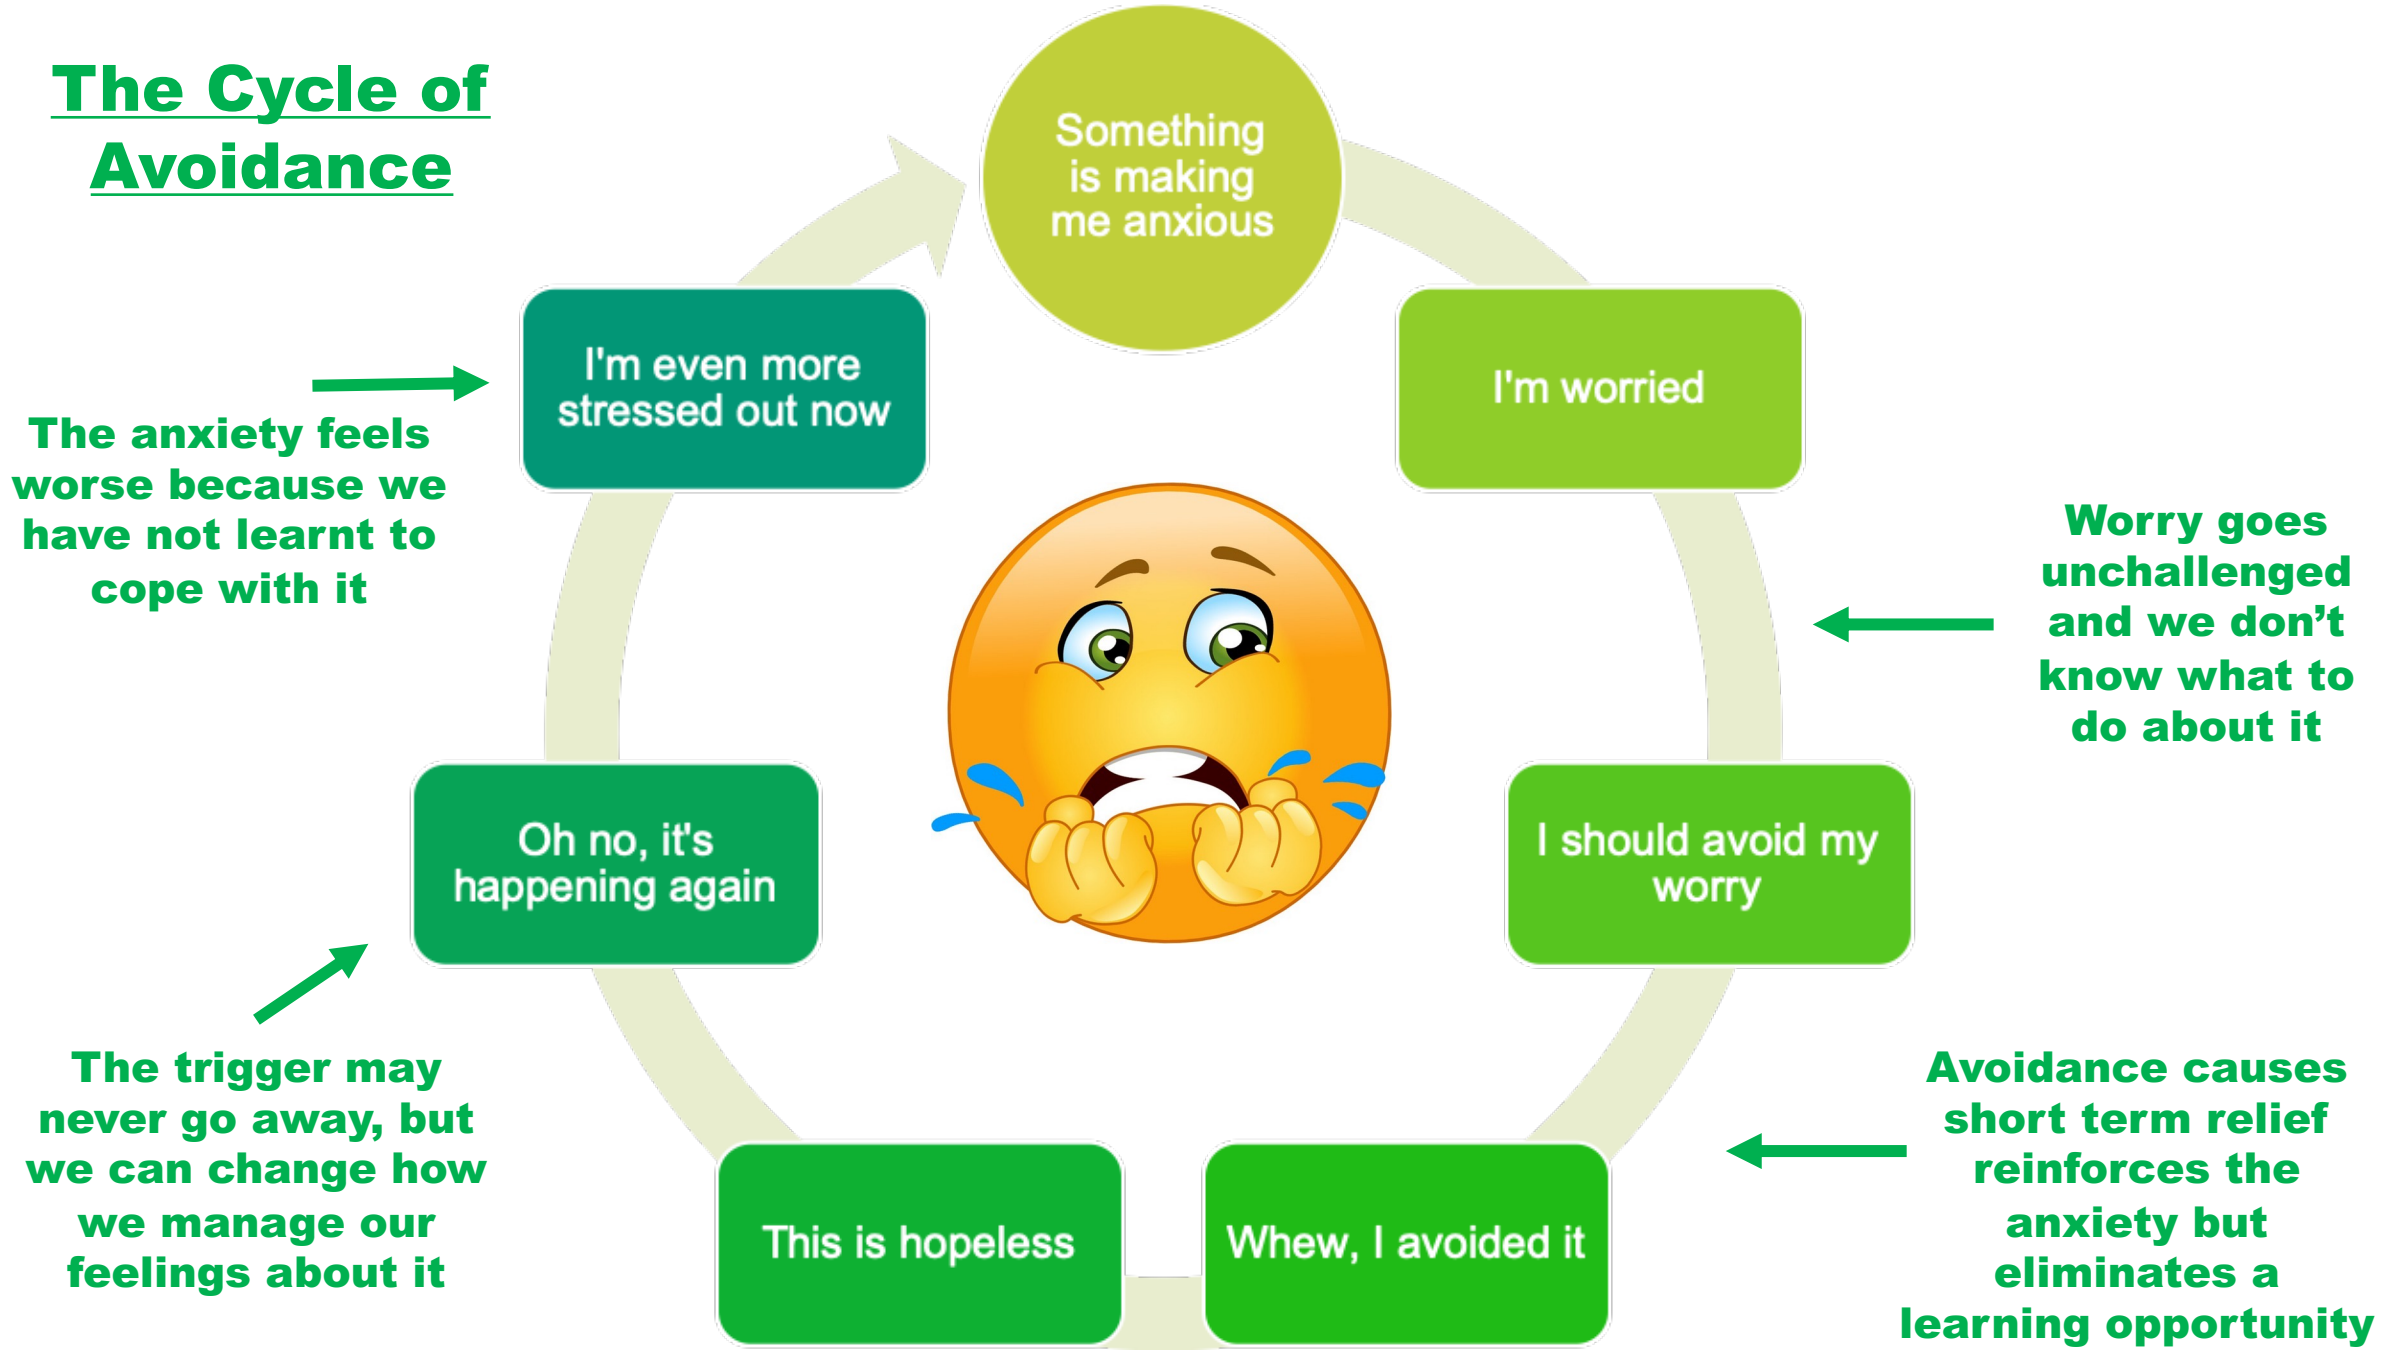 The Cycle of
Avoidance
Something
is making
me anxious
I'm worried
Worry goes
unchallenged
and we don’t
know what to
do about it
I should avoid my
worry
Avoidance causes
short term relief
reinforces the
anxiety but
eliminates a
learning opportunity
Whew, I avoided it
This is hopeless
The trigger may
never go away, but
we can change how
we manage our
feelings about it
Oh no, it's
happening again
The anxiety feels
worse because we
have not learnt to
cope with it
I'm even more
stressed out now